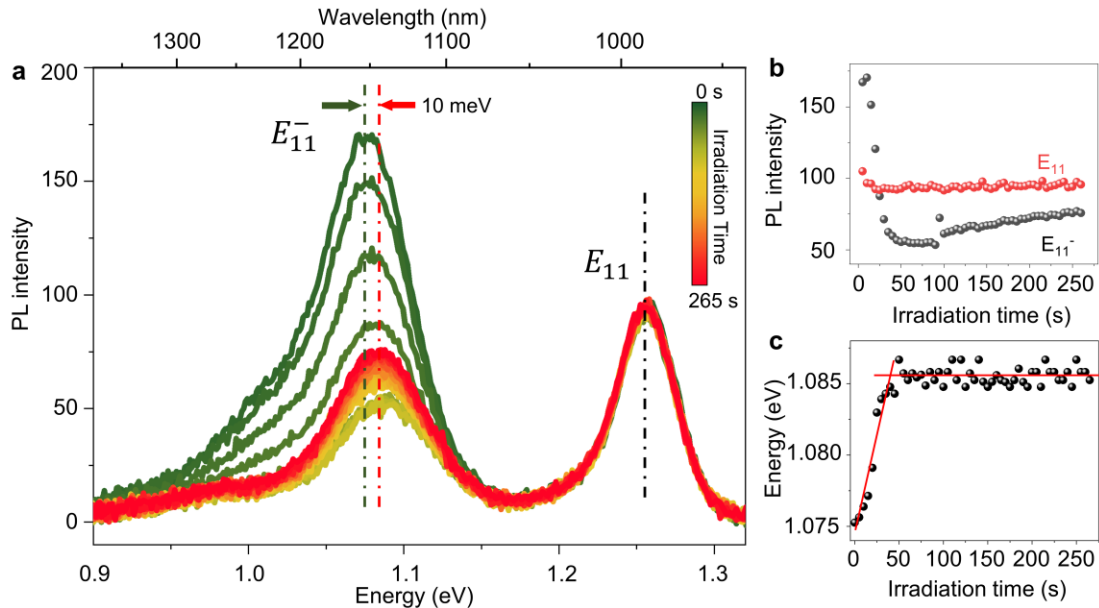 Wavelength (nm)
1300 1200 1100 1000
a
200
150
100
50
0
PL intensity
E₁₁⁻
10 meV
E₁₁
0 s
Irradiation Time
265 s
0.9 1.0 1.1 1.2 1.3
Energy (eV)
b
150
100
50
PL intensity
E₁₁
E₁₁⁻
0 50 100 150 200 250
Irradiation time (s)
c
1.085
1.080
1.075
Energy (eV)
0 50 100 150 200 250
Irradiation time (s)